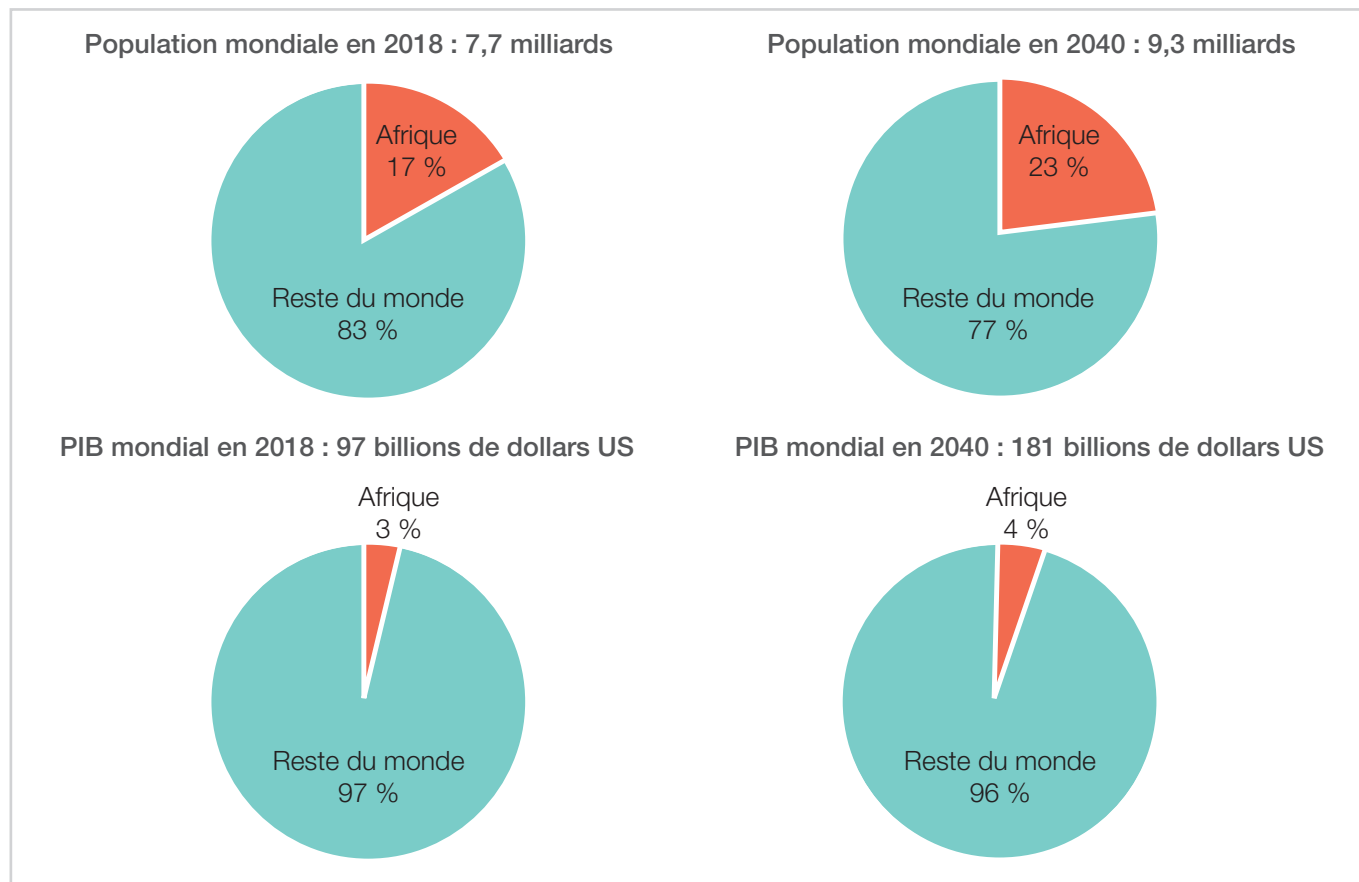 Population mondiale en 2018 : 7,7 milliards
Afrique
17 %
Reste du monde
83 %
Population mondiale en 2040 : 9,3 milliards
Afrique
23 %
Reste du monde
77 %
PIB mondial en 2018 : 97 billions de dollars US
Afrique
3 %
Reste du monde
97 %
PIB mondial en 2040 : 181 billions de dollars US
Afrique
4 %
Reste du monde
96 %